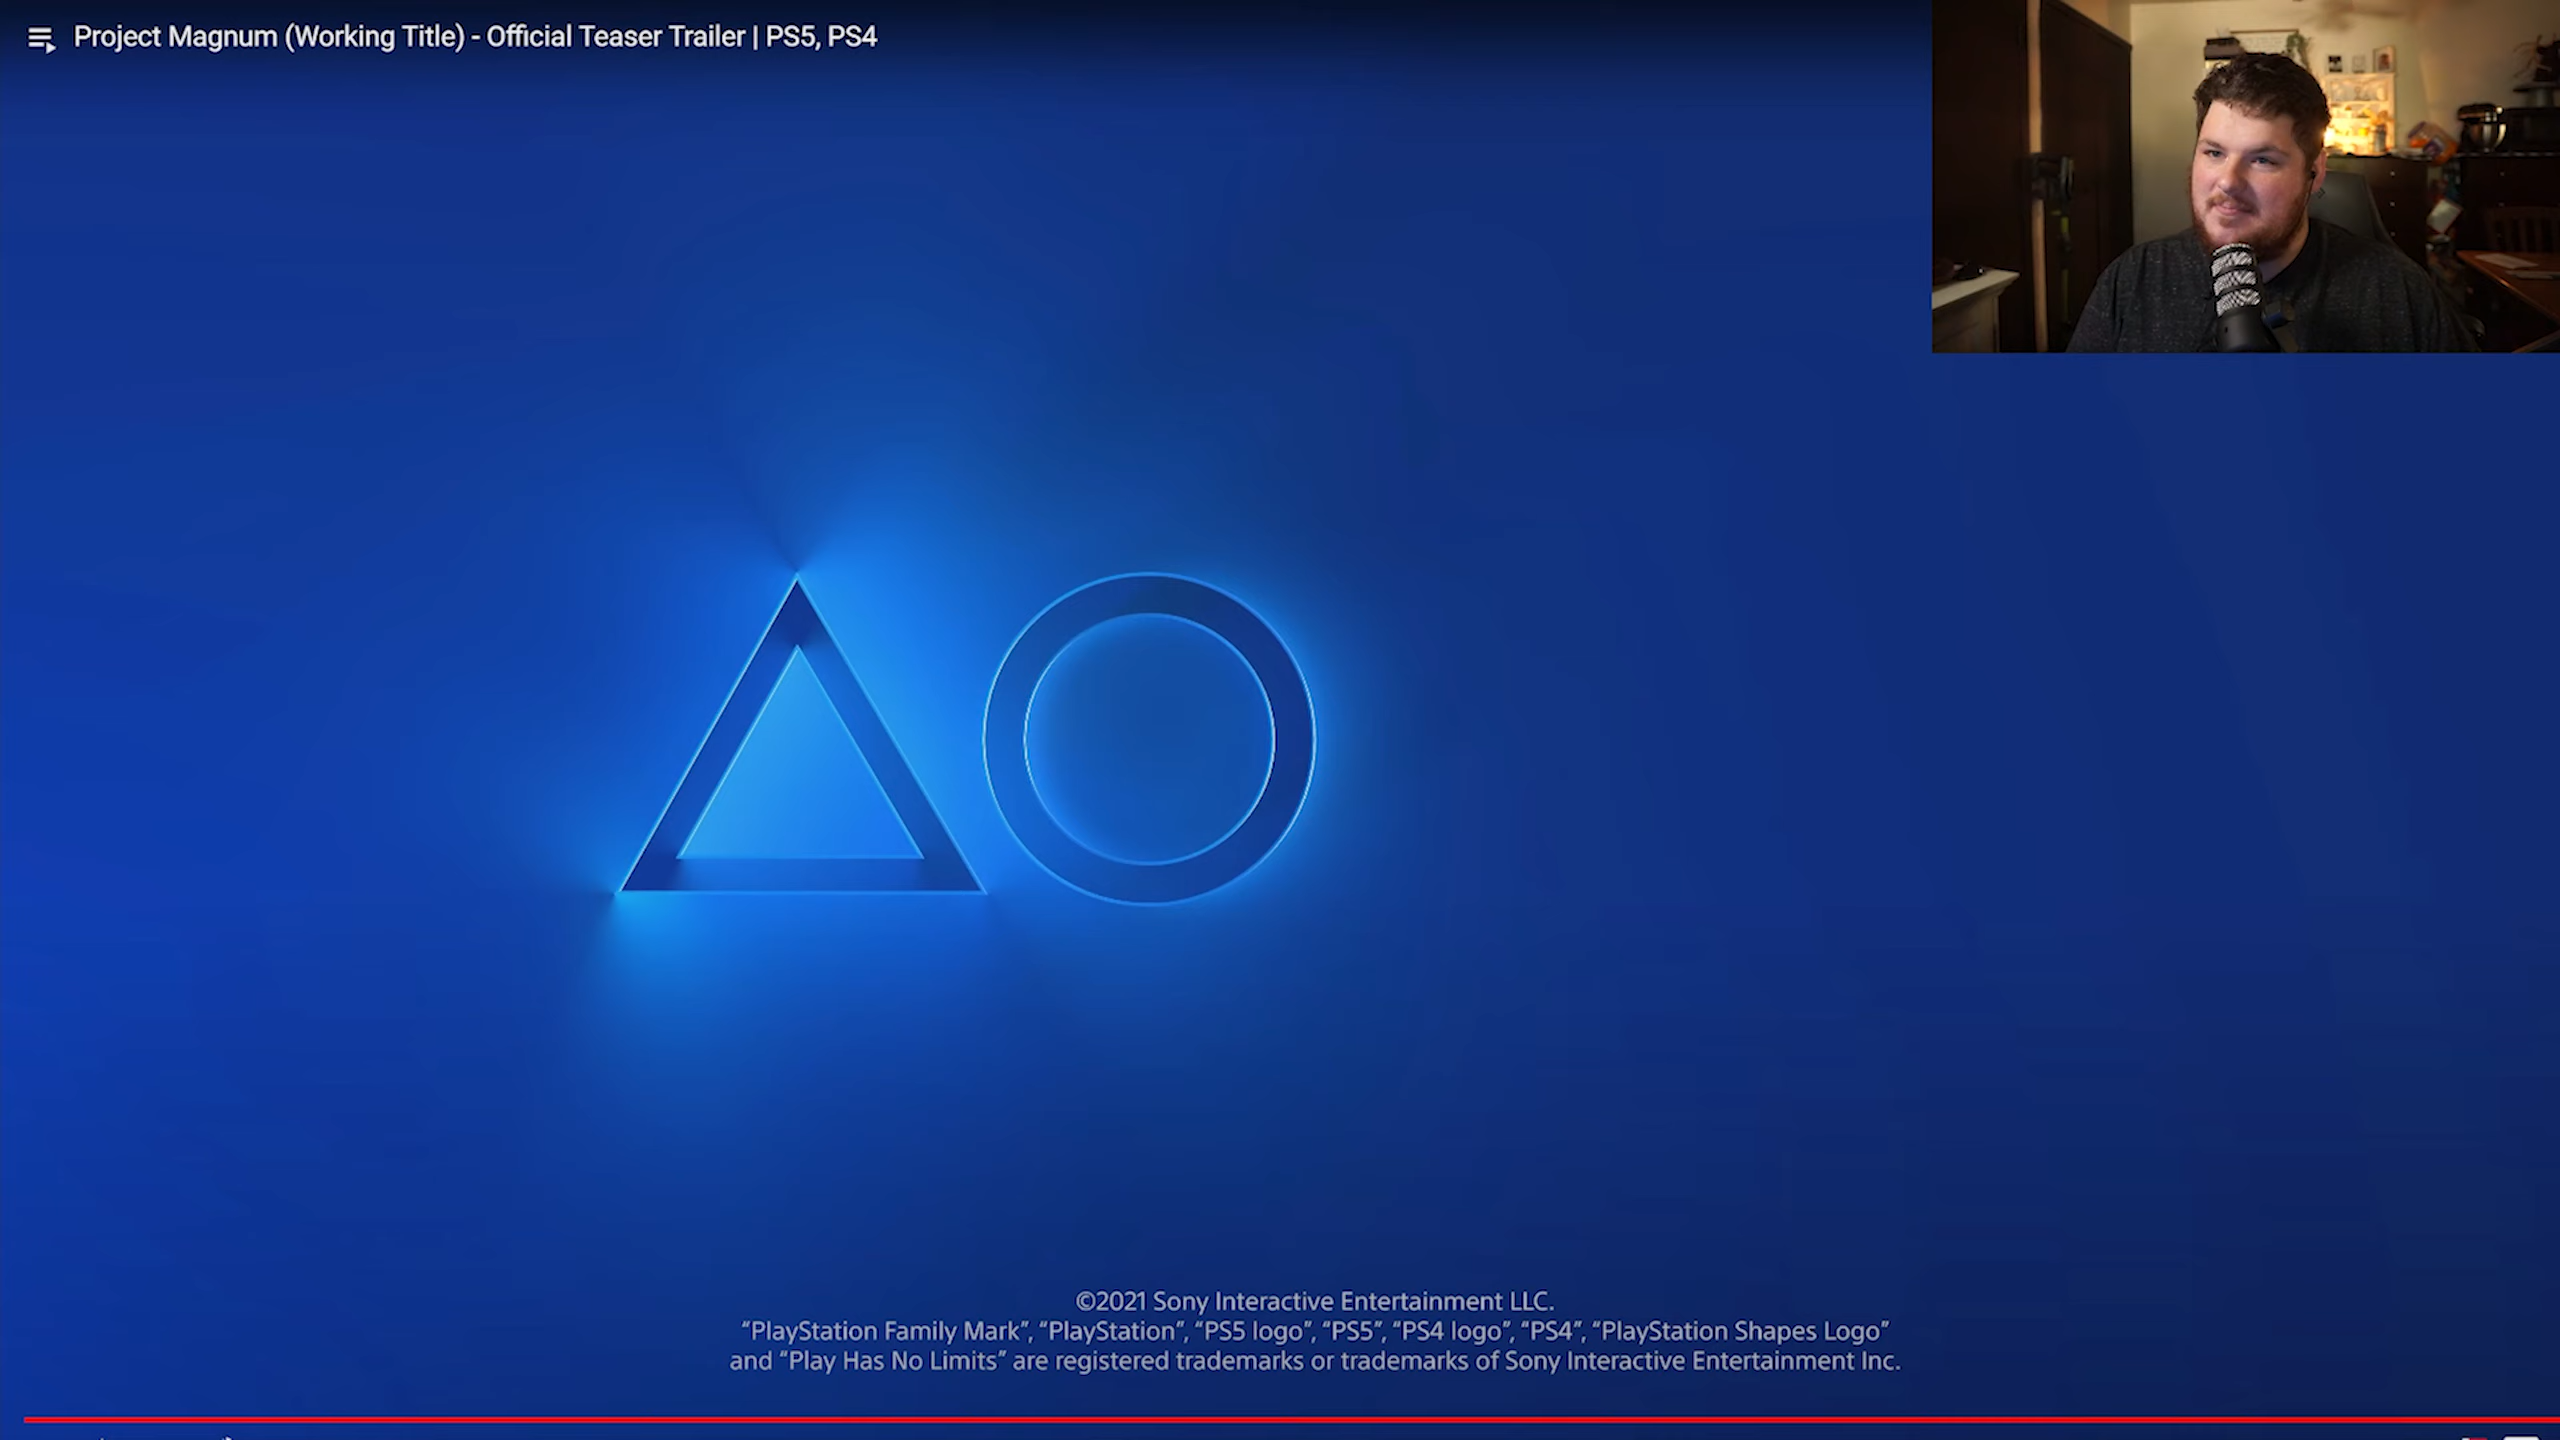 Project Magnum (Working Title) - Official Teaser Trailer | PS5, PS4
©2021 Sony Interactive Entertainment LLC.
“PlayStation Family Mark”, “PlayStation”, “PS5 logo”, “PS5”, “PS4 logo”, “PS4”, “PlayStation Shapes Logo”
and “Play Has No Limits” are registered trademarks or trademarks of Sony Interactive Entertainment Inc.